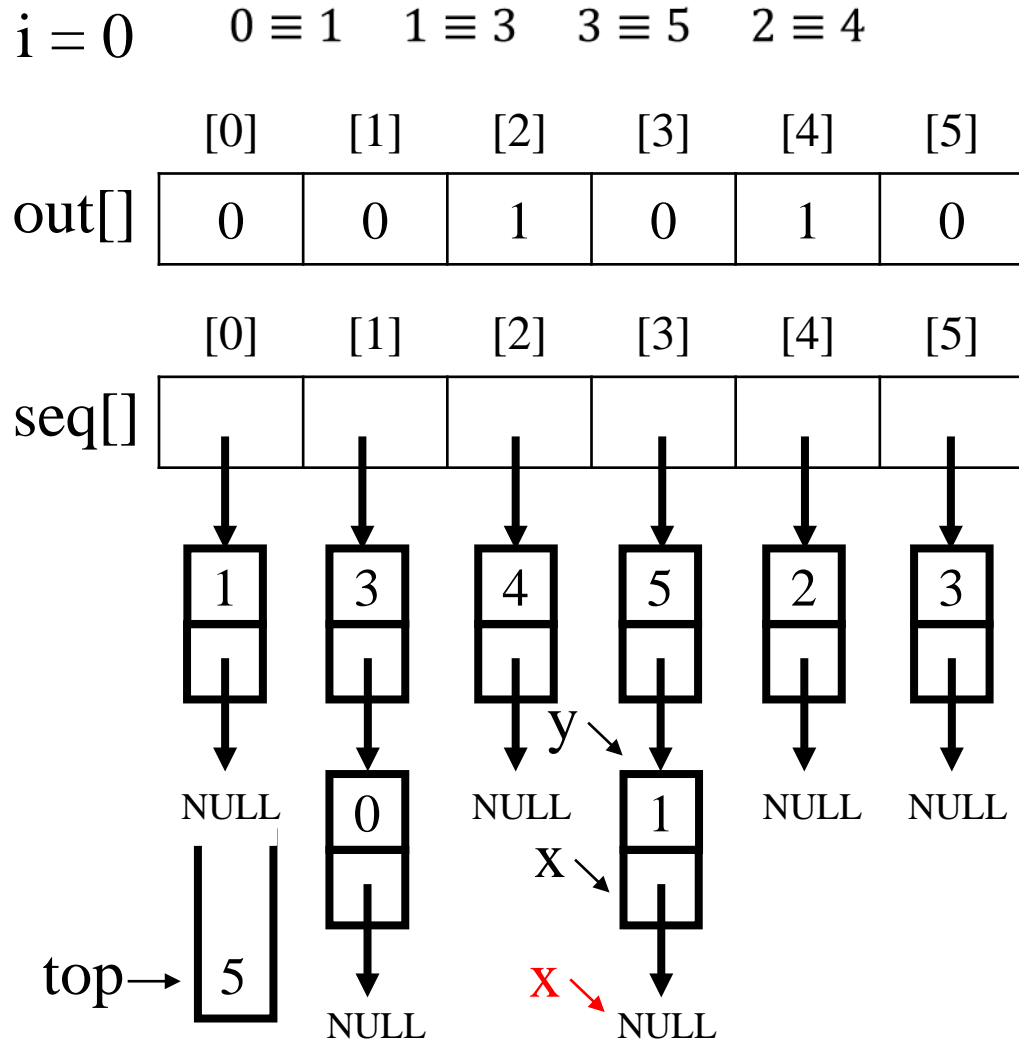 i = 0 0 ≡ 1 1 ≡ 3 3 ≡ 5 2 ≡ 4
[0] [1] [2] [3] [4] [5]
out[] 0 0 1 0 1 0
[0] [1] [2] [3] [4] [5]
seq[]
1 3 4 5 2 3
y
NULL 0 NULL 1 NULL NULL
x
top 5
x
NULL NULL